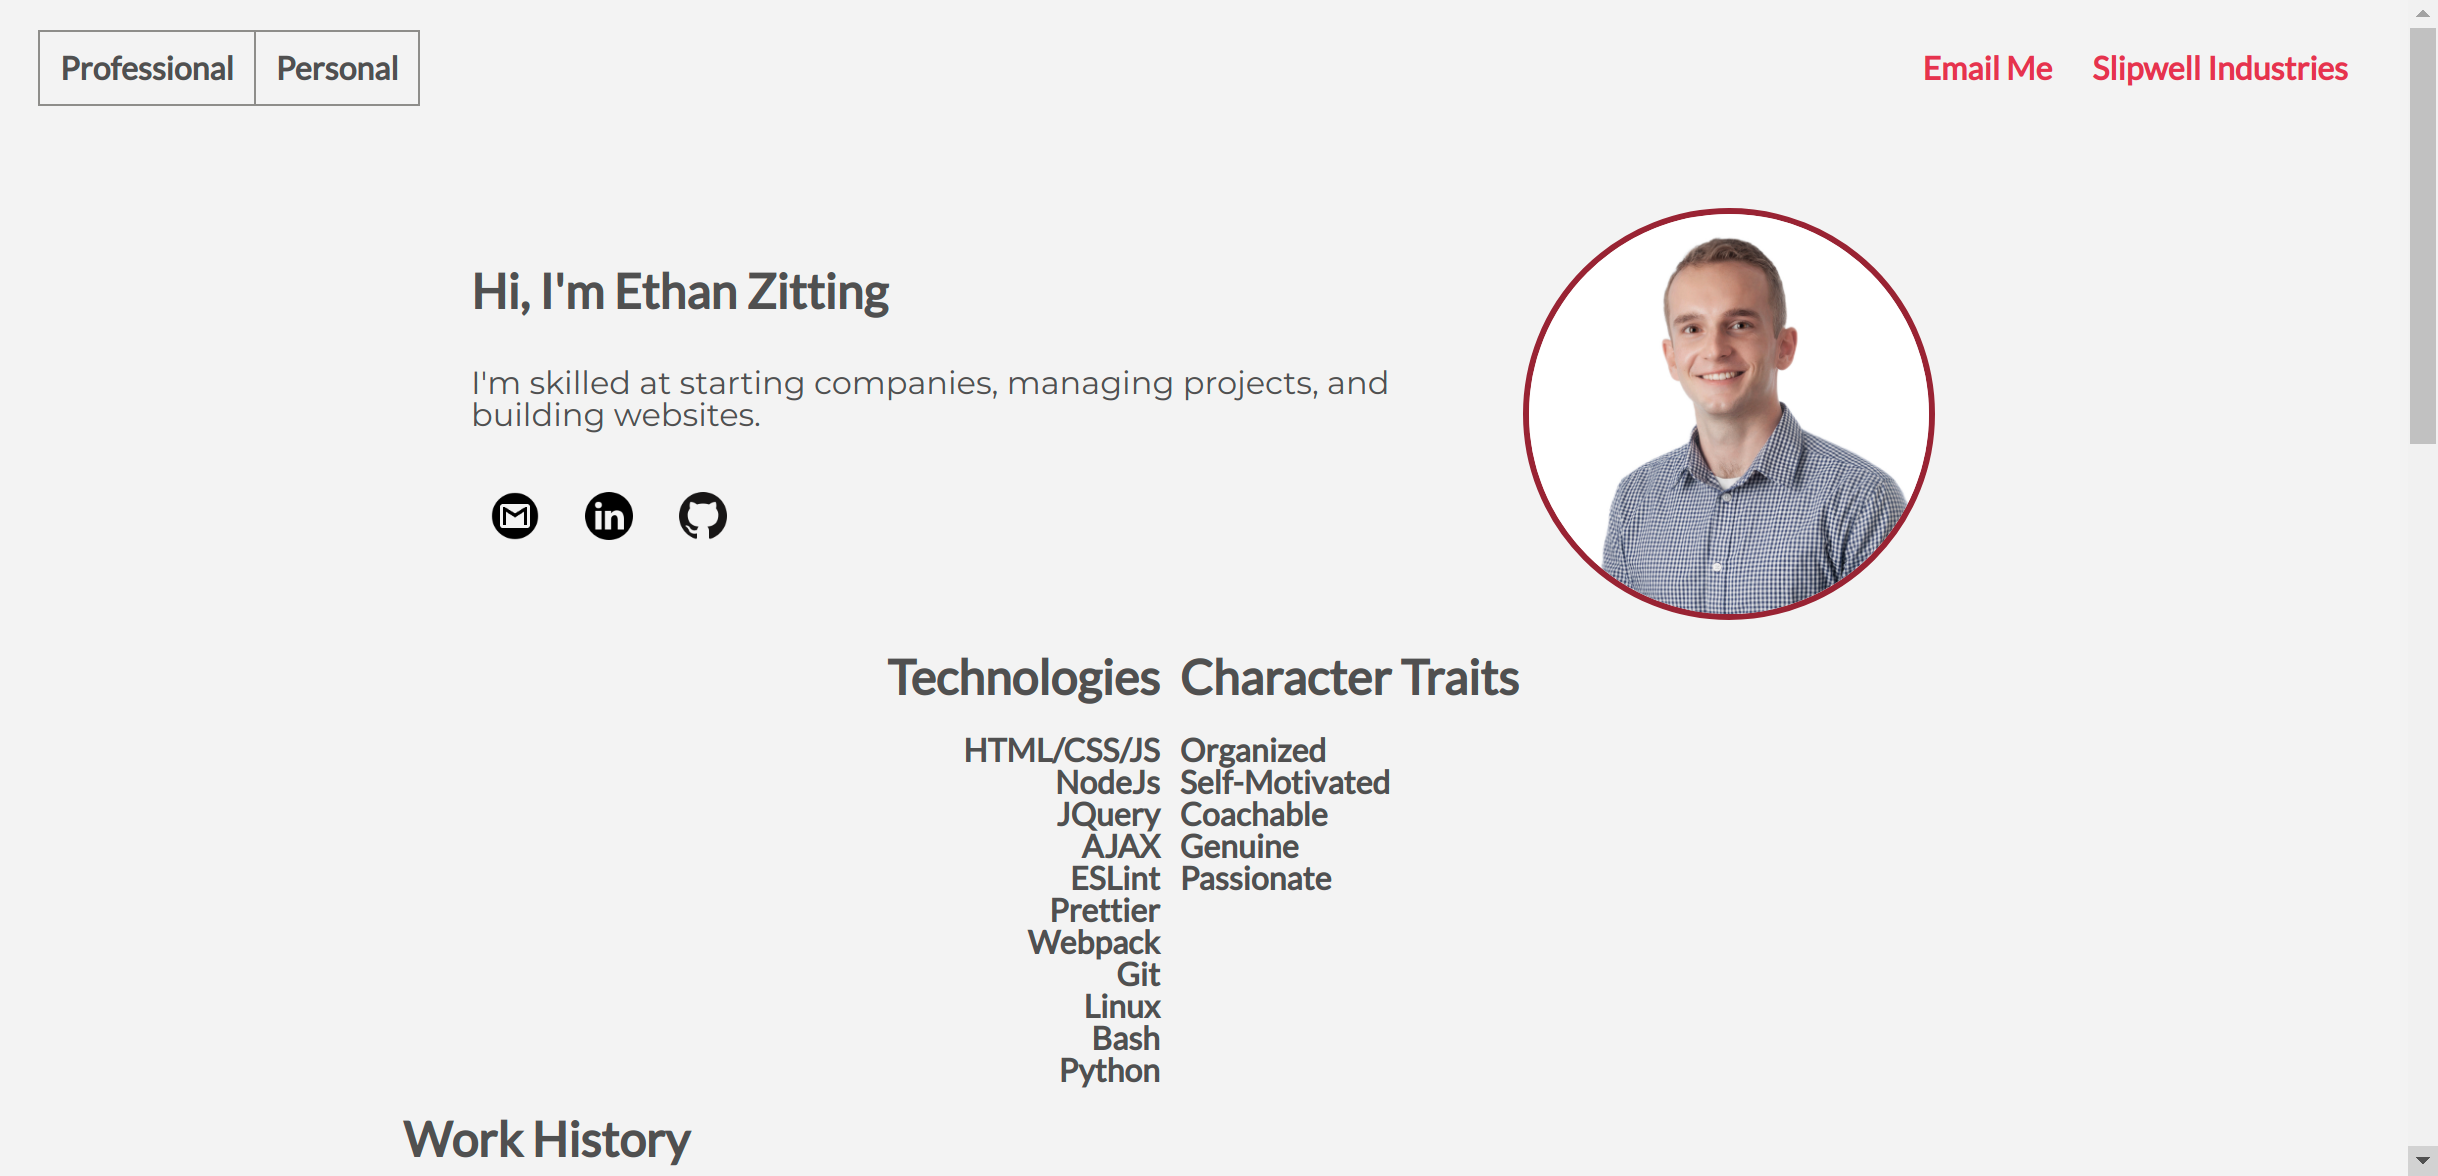 Professional
Personal
Email Me
Slipwell Industries
Hi, I'm Ethan Zitting
I'm skilled at starting companies, managing projects, and
building websites.
in
Technologies
HTML/CSS/JS
NodeJs
JQuery
AJAX
ESLint
Prettier
Webpack
Git
Linux
Bash
Python
Character Traits
Organized
Self-Motivated
Coachable
Genuine
Passionate
Work History